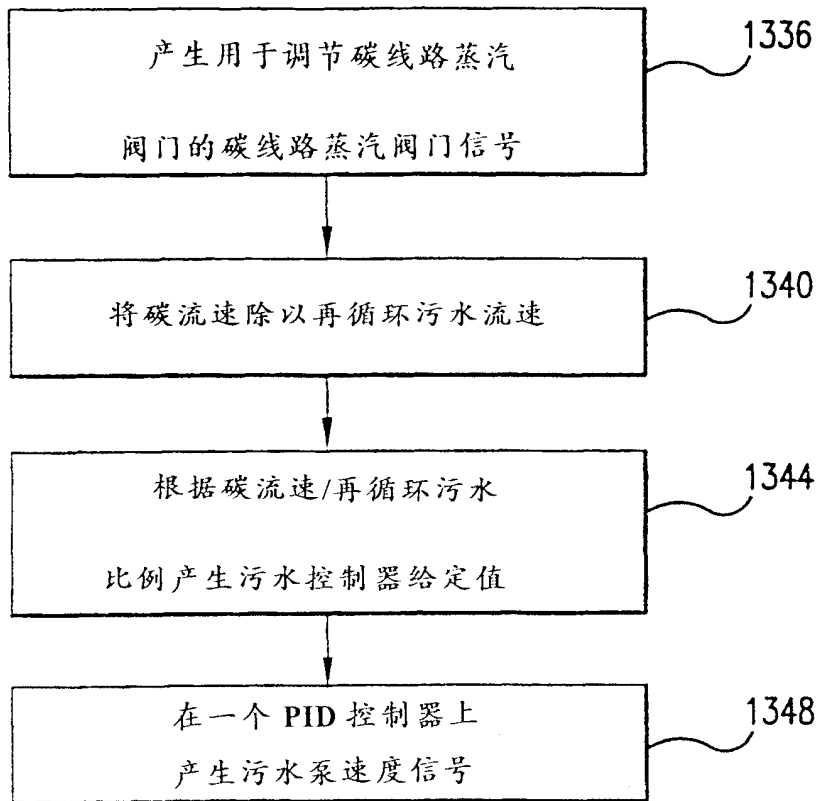 产生用于调节碳线路蒸汽
阀门的碳线路蒸汽阀门信号
1336
将碳流速除以再循环污水流速
1340
根据碳流速/再循环污水
比例产生污水控制器给定值
1344
在一个 PID 控制器上
产生污水泵速度信号
1348